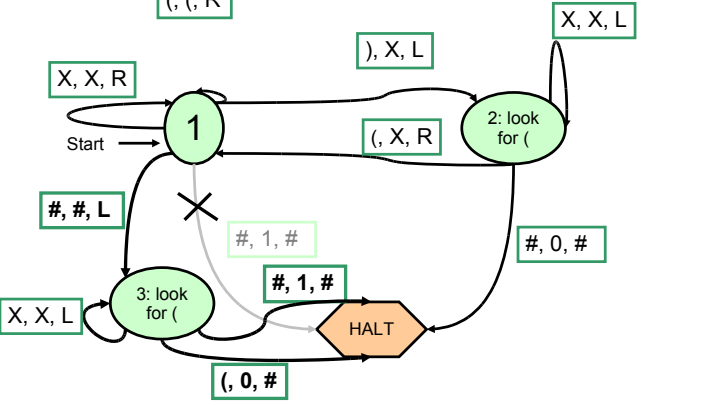 (, (, R
X, X, L
), X, L
X, X, R
1
2: look
for (
(, X, R
Start
#, #, L
#, 1, #
#, 0, #
3: look
for (
#, 1, #
X, X, L
HALT
(, 0, #